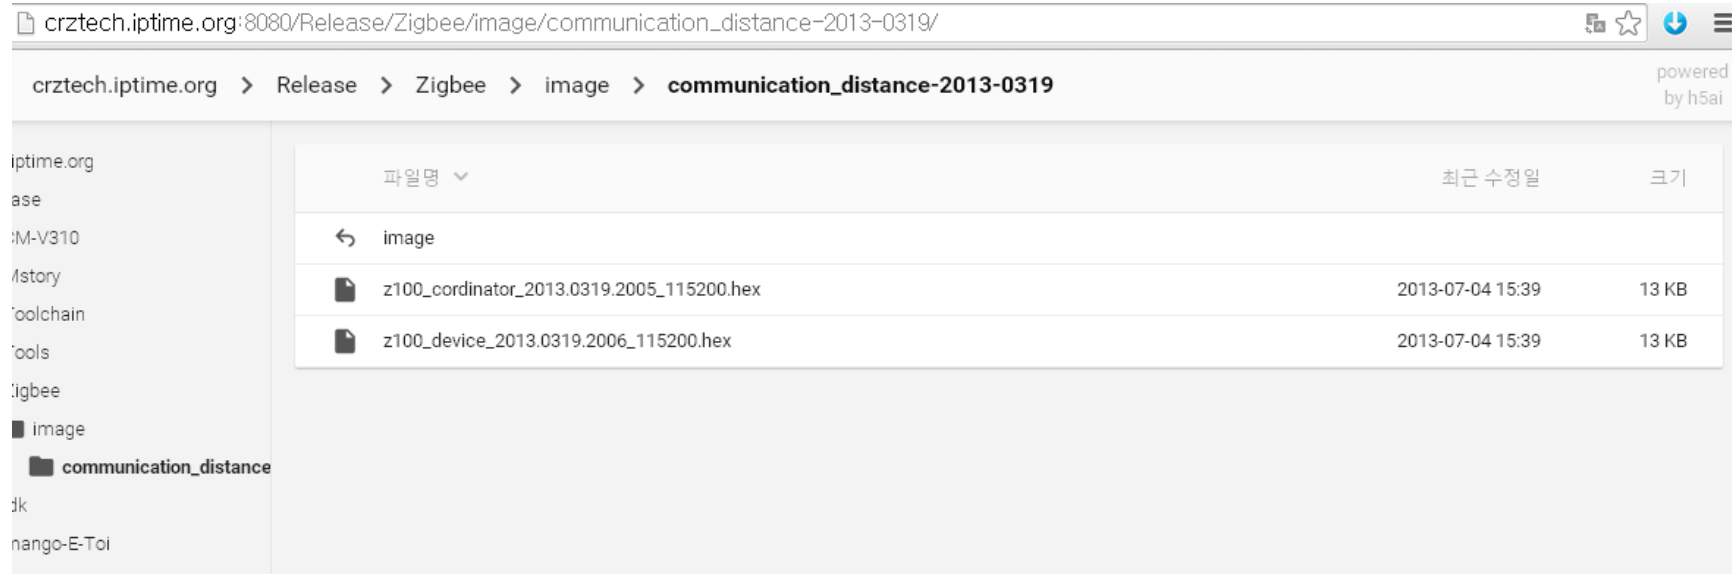 crztech.iptime.org:8080/Release/Zigbee/image/communication_distance-2013-0319/
crztech.iptime.org > Release > Zigbee > image > communication_distance-2013-0319
powered
by h5ai
iptime.org
ase
M-V310
story
oolchain
ools
igbee
image
communication_distance
dk
mango-E-Toi
파일명 최근 수정일 크기
image
z100_cordinator_2013.0319.2005_115200.hex 2013-07-04 15:39 13 KB
z100_device_2013.0319.2006_115200.hex 2013-07-04 15:39 13 KB